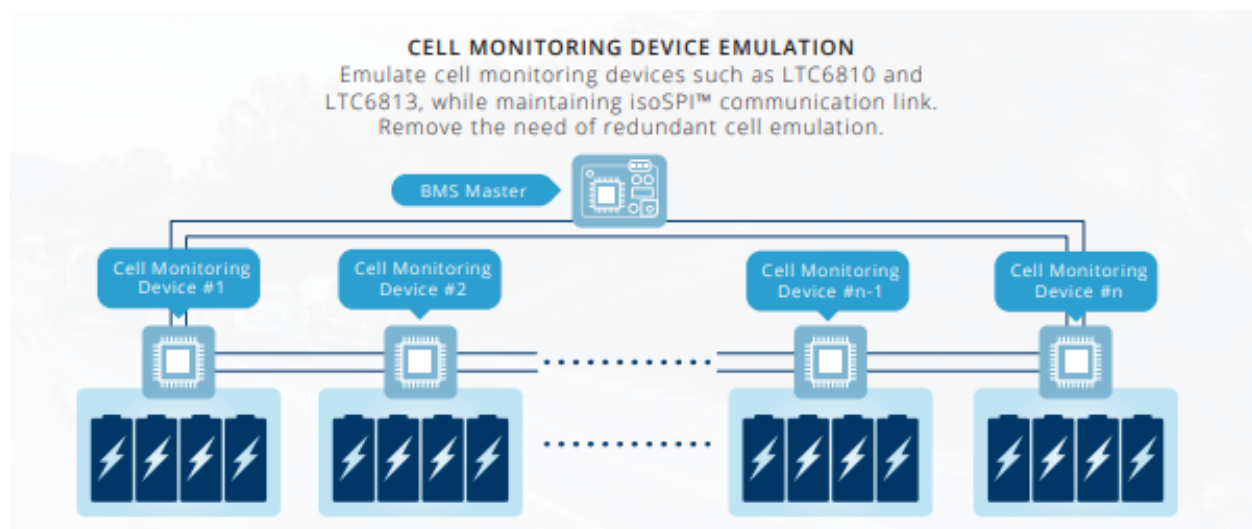 CELL MONITORING DEVICE EMULATION
Emulate cell monitoring devices such as LTC6810 and
LTC6813, while maintaining isoSPI™ communication link.
Remove the need of redundant cell emulation.
BMS Master
Cell Monitoring
Device #1
Cell Monitoring
Device #2
Cell Monitoring
Device #n-1
Cell Monitoring
Device #n